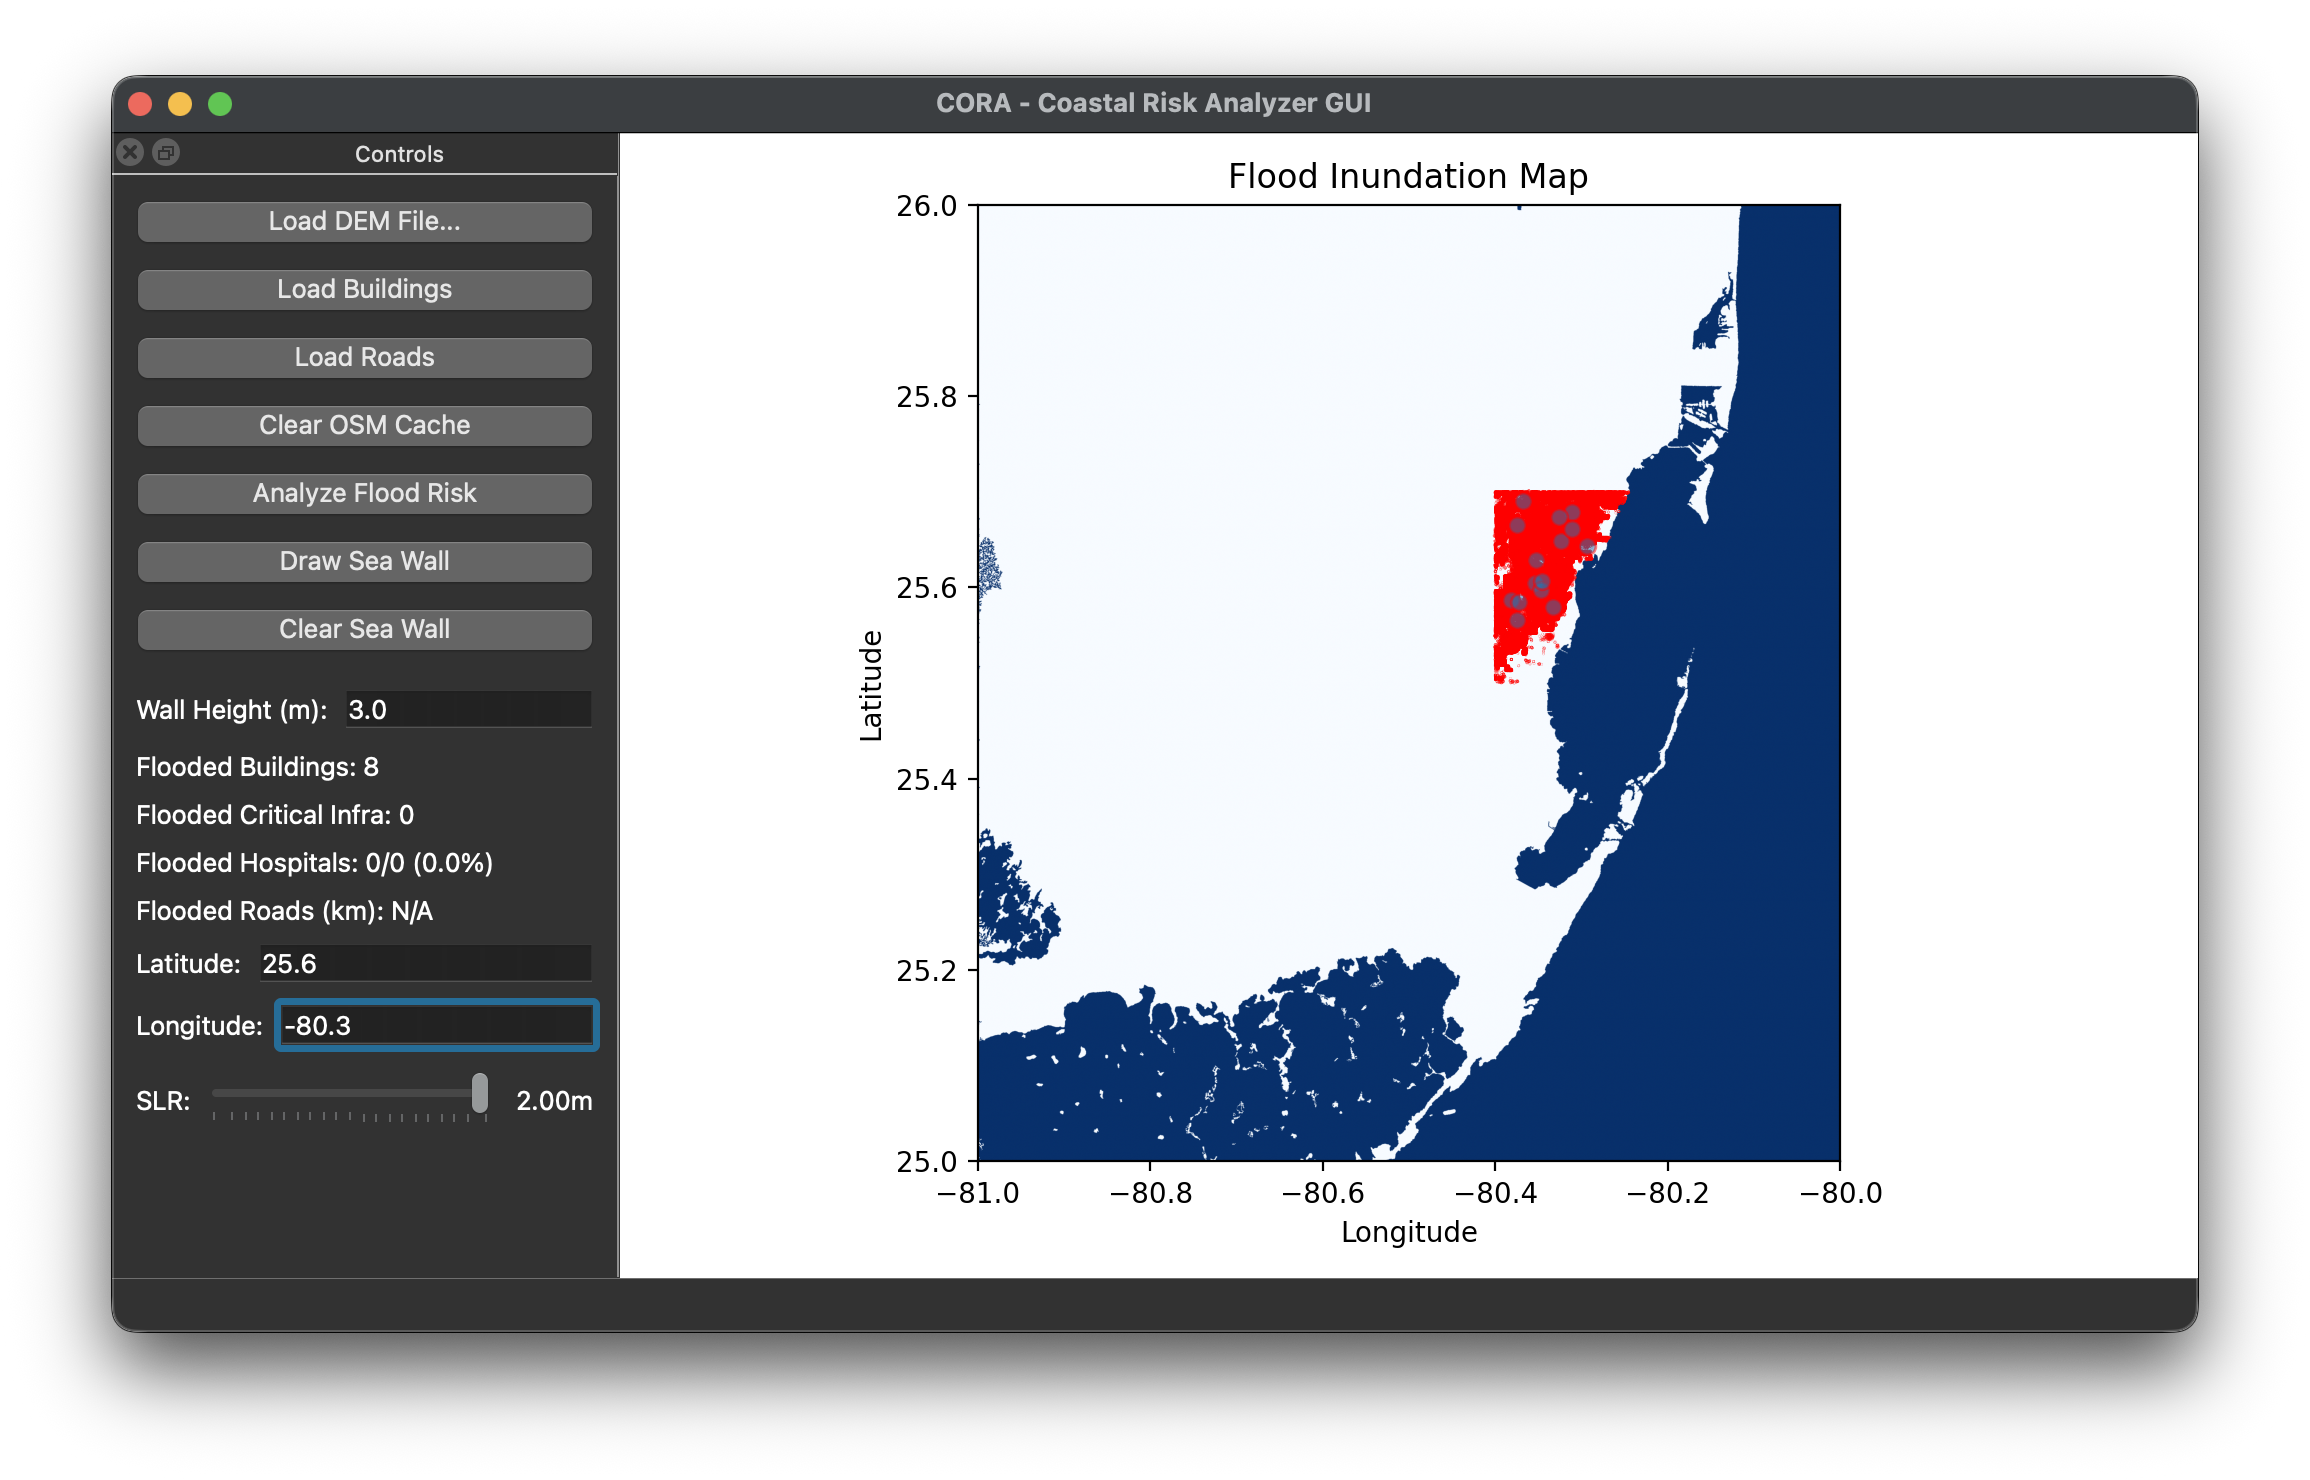 CORA - Coastal Risk Analyzer GUI
Controls
Load DEM File...
Load Buildings
Load Roads
Clear OSM Cache
Analyze Flood Risk
Draw Sea Wall
Clear Sea Wall
Wall Height (m): 3.0
Flooded Buildings: 8
Flooded Critical Infra: 0
Flooded Hospitals: 0/0 (0.0%)
Flooded Roads (km): N/A
Latitude: 25.6
Longitude: -80.3
SLR: 2.00m
Flood Inundation Map
26.0
25.8
25.6
25.4
25.2
25.0
Latitude
−81.0 −80.8 −80.6 −80.4 −80.2 −80.0
Longitude